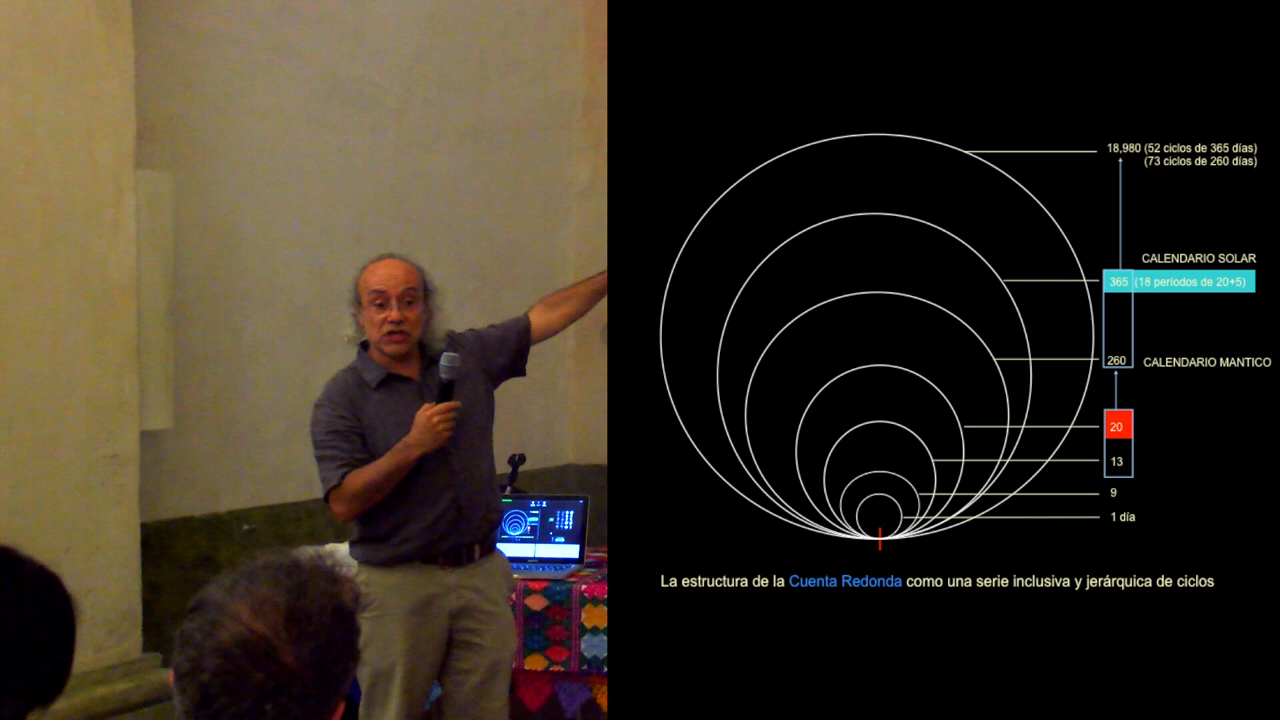 18,980 (52 ciclos de 365 días)
(73 ciclos de 260 días)
CALENDARIO SOLAR
365 (18 periodos de 20+5)
260 CALENDARIO MANTICO
20
13
9
1 día
La estructura de la Cuenta Redonda como una serie inclusiva y jerárquica de ciclos